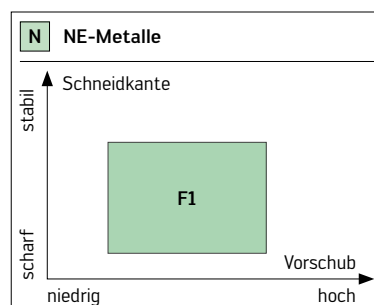 N NE-Metalle
stabil
Schneidkante
F1
scharf
Vorschub
niedrig hoch